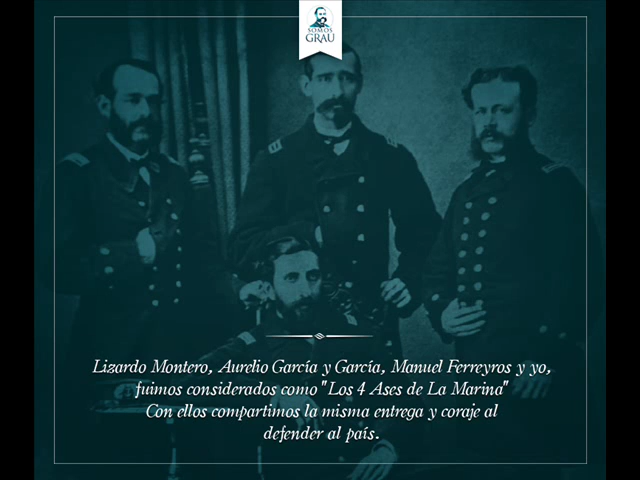 SOMOS
GRAU
Lizardo Montero, Aurelio García y García, Manuel Ferreyros y yo,
fuimos considerados como "Los 4 Ases de La Marina"
Con ellos compartimos la misma entrega y coraje al
defender al país.